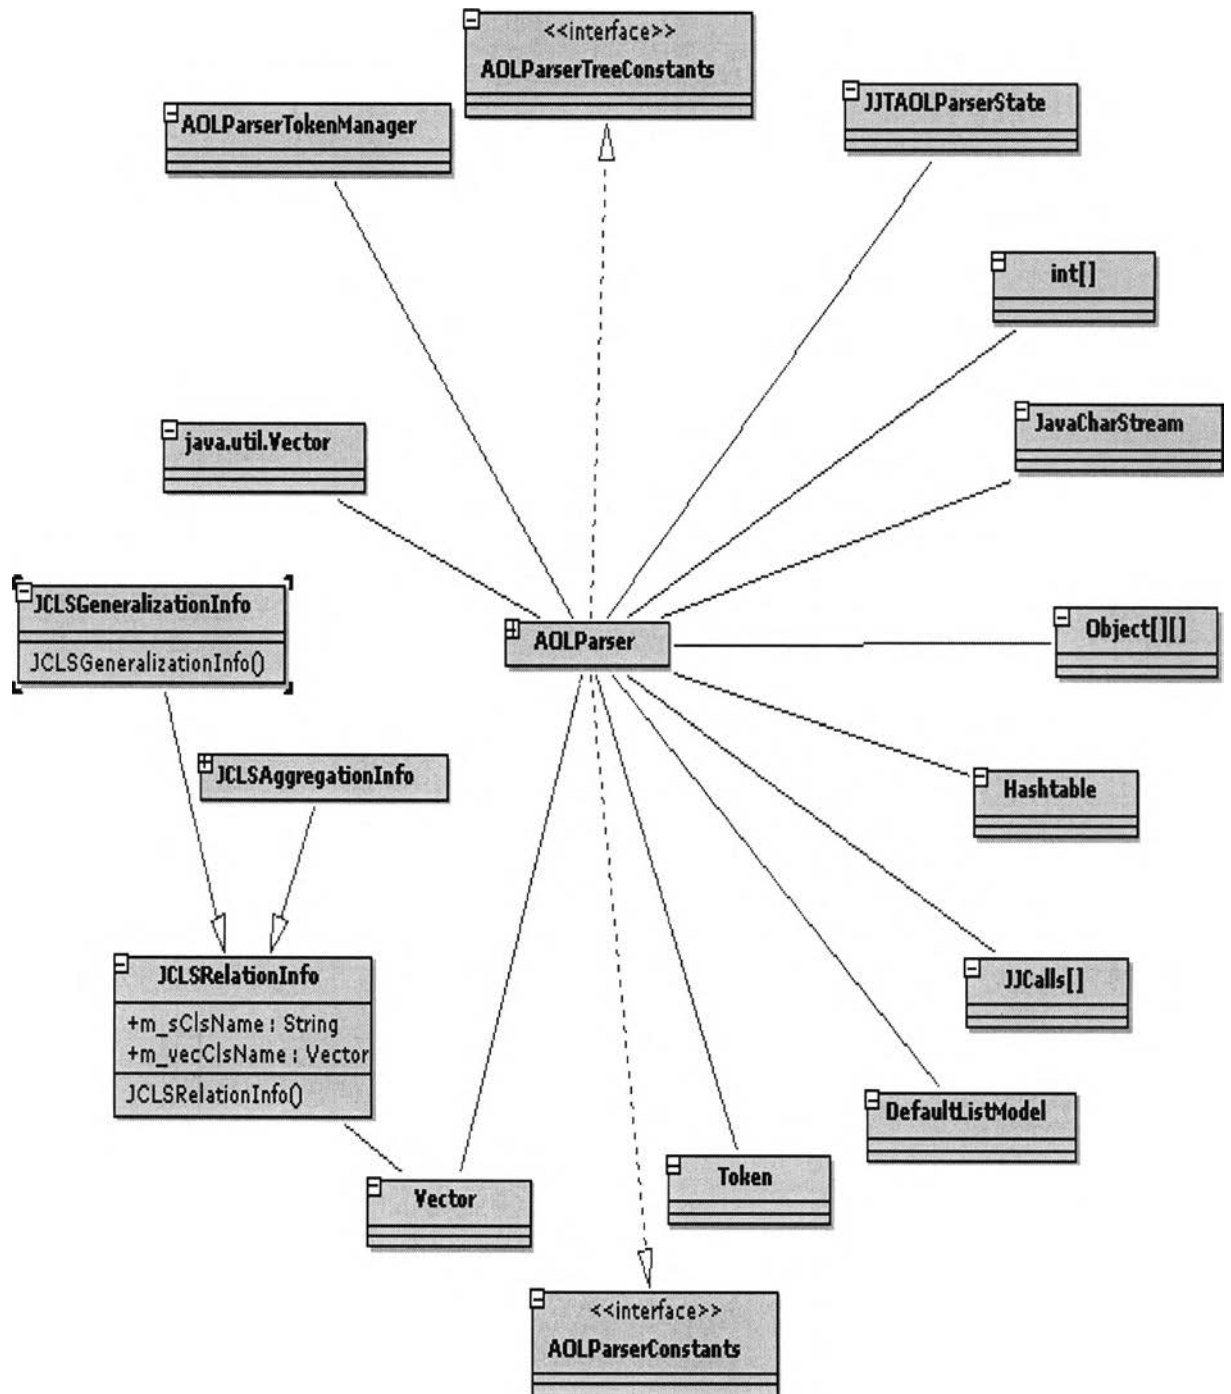 <<interface>>
AOLParserTreeConstants
JJTAOLParserState
AOLParserTokenManager
int[]
JavaCharStream
java.util.Vector
JCLSGeneralizationInfo
JCLSGeneralizationInfo()
AOLParser
Object[][]
JCLSAggregationInfo
Hashtable
JCLSRelationInfo
+m_sClsName : String
+m_vecClsName : Vector
JCLSRelationInfo()
JJCalls[]
DefaultListModel
Token
Vector
<<interface>>
AOLParserConstants